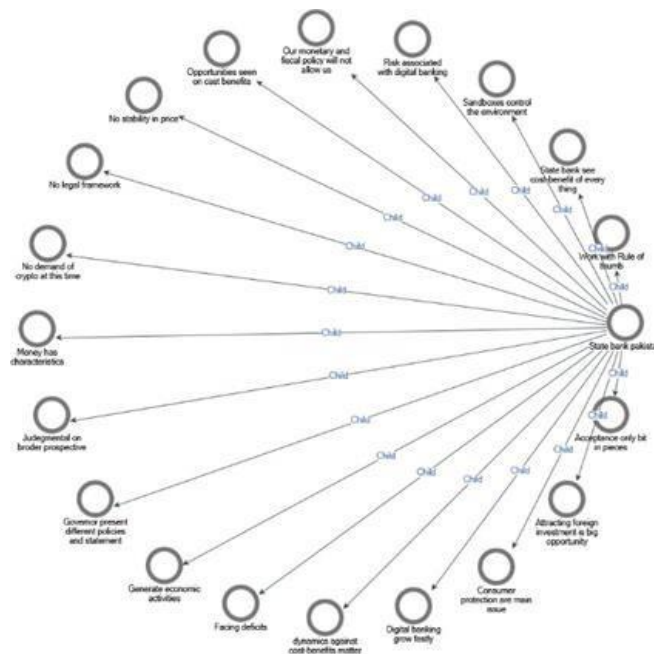 Our monetary and
fiscal policy will not
allow us
Risk associated
with digital banking
Opportunities seen
on cast benefits
Sandboxes control
the environment
No stability in price
State bank see
cost benefit of every
thing
No legal framework
Child
Child
Child
Child
Child
Child
Child
Work with Rule of
thumb
No demand of
crypto at this time
Child
Child
Child
State bank pakista
Money has
characteristics
Child
Child
Child
Judegmental on
broder prospective
Child
Child
Acceptance only bit
in pieces
Child
Child
Child
Child
Child
Governor present
different policies
and statement
Attracting foreign
investment is big
opportunity
Generate economic
activities
Consumer
protection are main
issue
Facing deficits
Digital banking
grow fastly
dynamics against
cost benefits matter